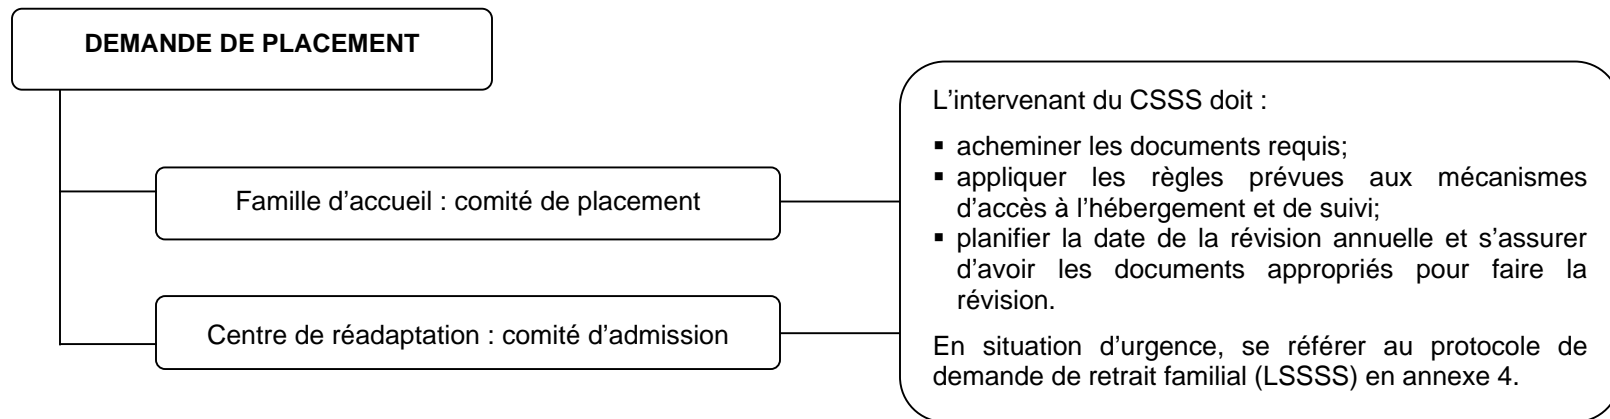 DEMANDE DE PLACEMENT
Famille d'accueil : comité de placement
Centre de réadaptation : comité d'admission
L'intervenant du CSSS doit :
▪ acheminer les documents requis;
▪ appliquer les règles prévues aux mécanismes
d'accès à l'hébergement et de suivi;
▪ planifier la date de la révision annuelle et s'assurer
d'avoir les documents appropriés pour faire la
révision.
En situation d'urgence, se référer au protocole de
demande de retrait familial (LSSSS) en annexe 4.